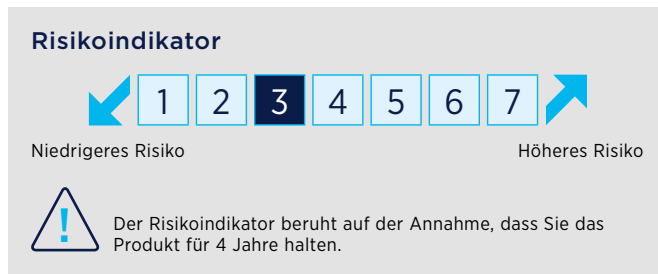 Risikoindikator
1 2 3 4 5 6 7
Niedrigeres Risiko Höheres Risiko
! Der Risikoindikator beruht auf der Annahme, dass Sie das
Produkt für 4 Jahre halten.